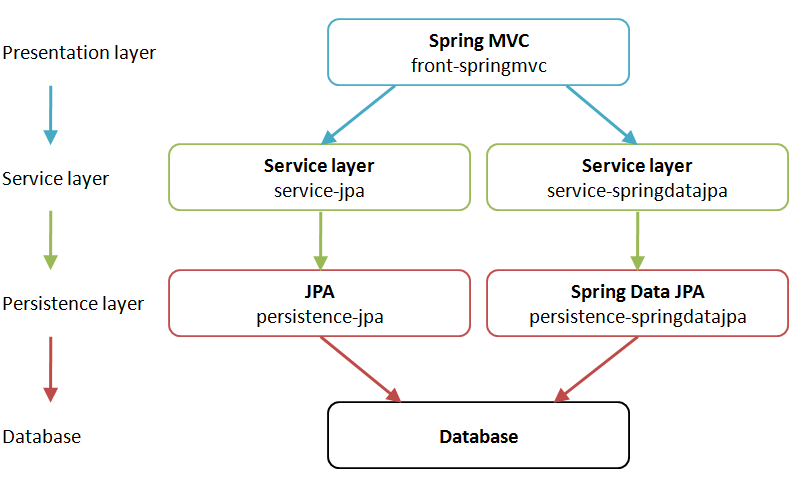 Presentation layer
Spring MVC
front-springmvc
Service layer
Service layer
service-jpa
Service layer
service-springdatajpa
Persistence layer
JPA
persistence-jpa
Spring Data JPA
persistence-springdatajpa
Database
Database